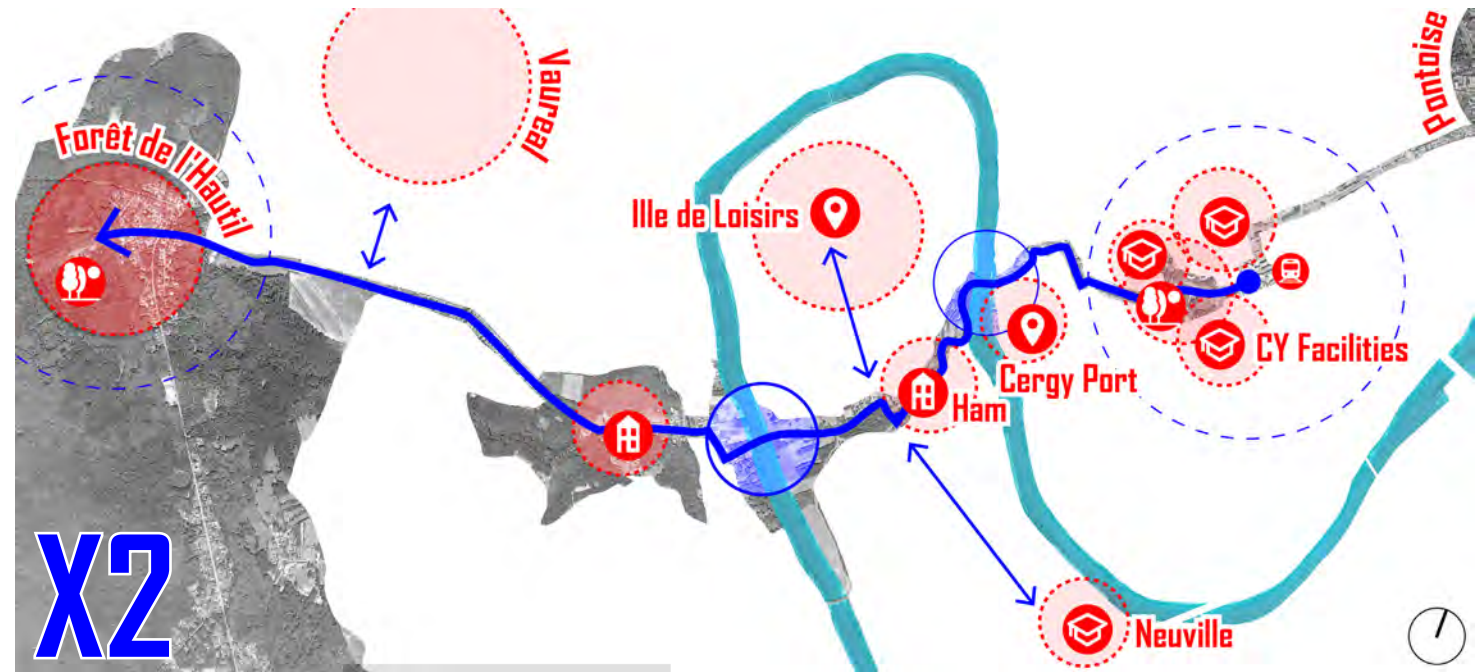 Pontoise
Vaureal
Forêt de l'Hautil
Ille de Loisirs
CY Facilities
Cergy Port
Ham
Neuville
X2